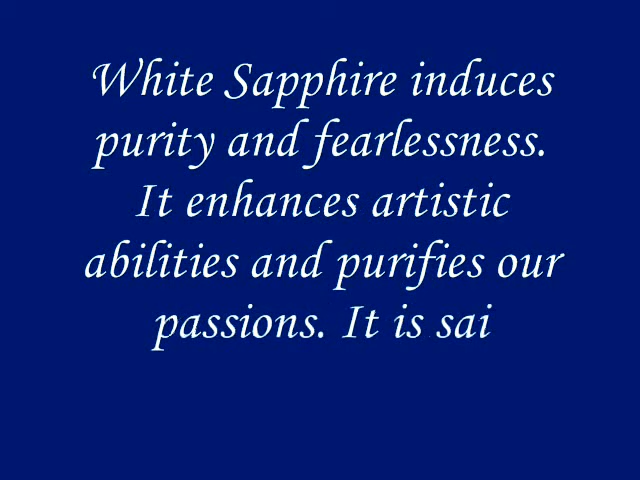 White Sapphire induces
purity and fearlessness.
It enhances artistic
abilities and purifies our
passions. It is sai